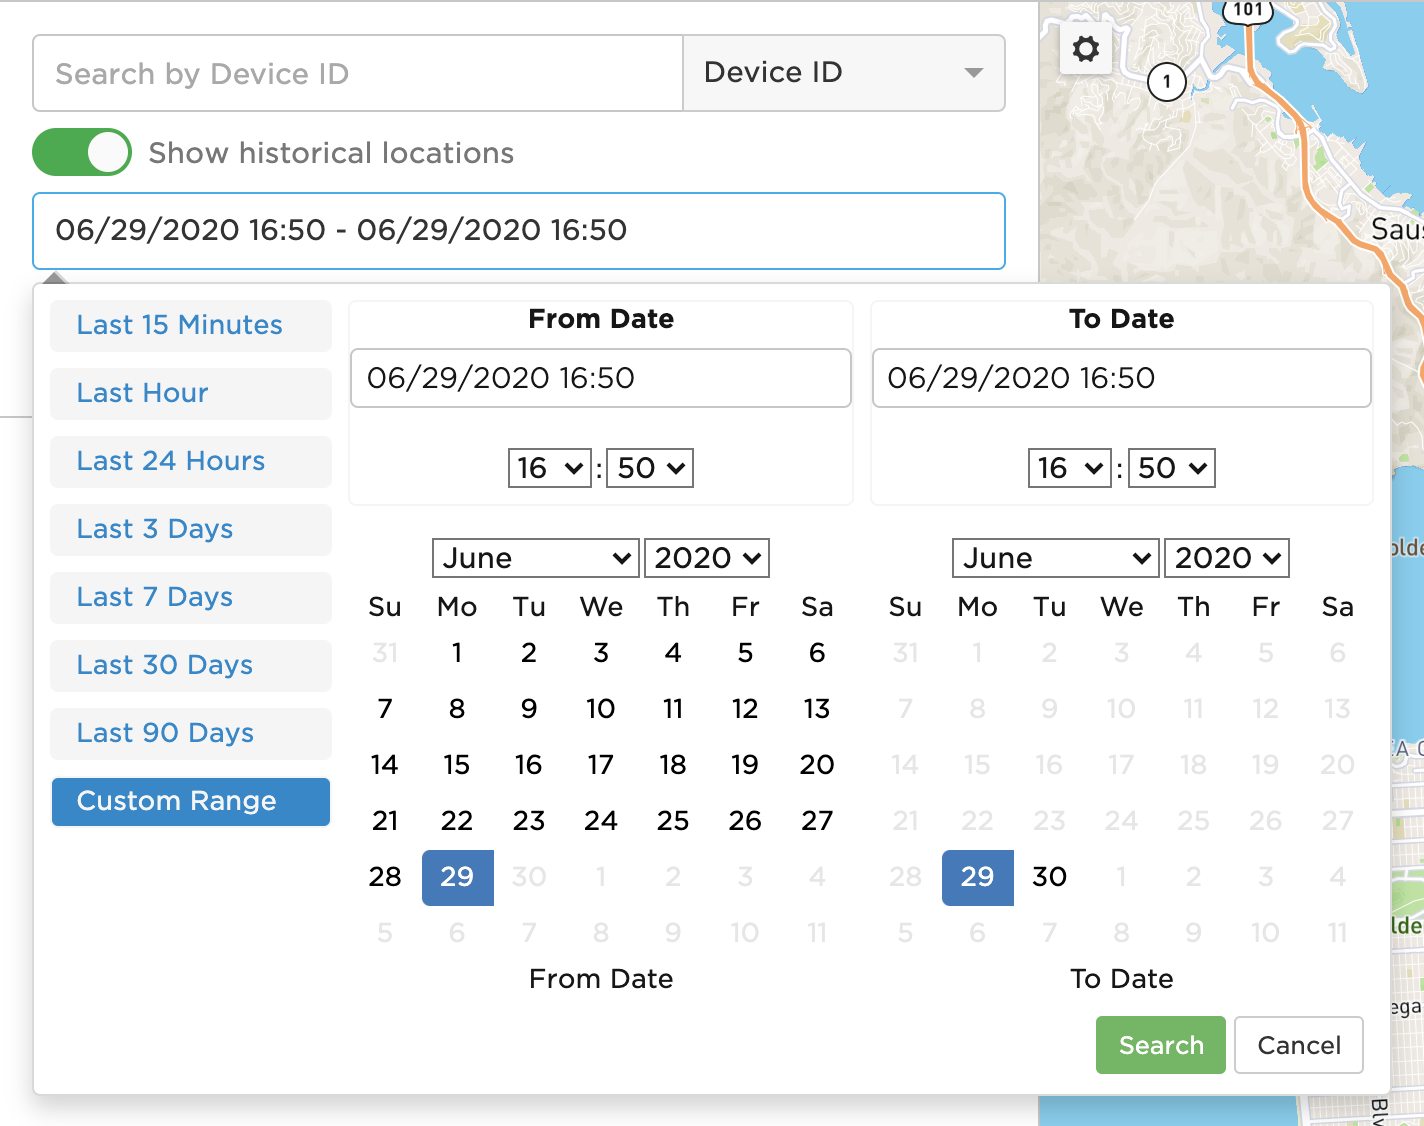 Search by Device ID
Device ID
Show historical locations
06/29/2020 16:50 - 06/29/2020 16:50
Last 15 Minutes
Last Hour
Last 24 Hours
Last 3 Days
Last 7 Days
Last 30 Days
Last 90 Days
Custom Range
From Date
06/29/2020 16:50
16 : 50
June 2020
Su Mo Tu We Th Fr Sa
31 1 2 3 4 5 6
7 8 9 10 11 12 13
14 15 16 17 18 19 20
21 22 23 24 25 26 27
28 29 30 1 2 3 4
5 6 7 8 9 10 11
From Date
To Date
06/29/2020 16:50
16 : 50
June 2020
Su Mo Tu We Th Fr Sa
31 1 2 3 4 5 6
7 8 9 10 11 12 13
14 15 16 17 18 19 20
21 22 23 24 25 26 27
28 29 30 1 2 3 4
5 6 7 8 9 10 11
To Date
Search
Cancel
101
1